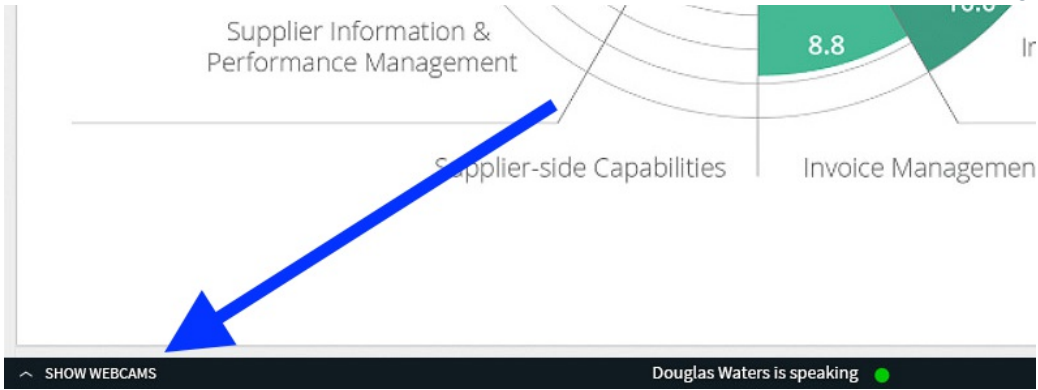 Supplier Information &
Performance Management
8.8
Supplier-side Capabilities
Invoice Managemen
SHOW WEBCAMS
Douglas Waters is speaking